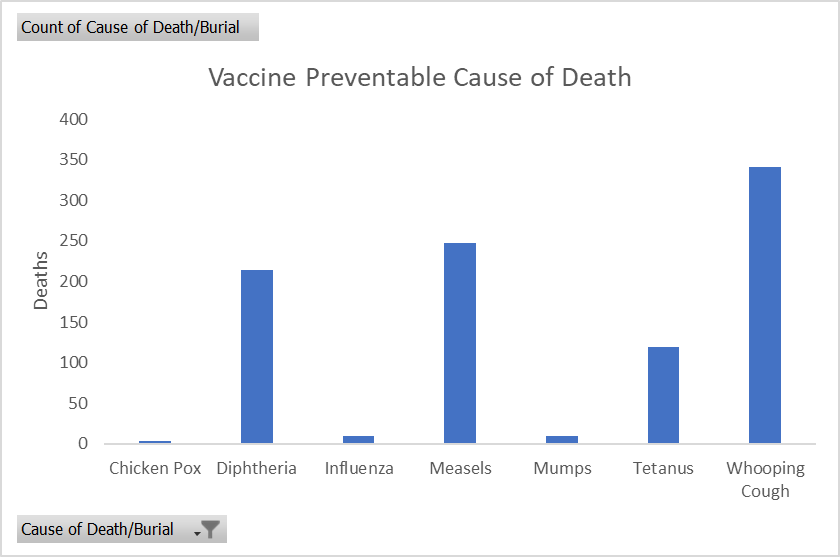 Count of Cause of Death/Burial
Vaccine Preventable Cause of Death
400
350
300
250
200
150
100
50
0
Deaths
Chicken Pox
Diphtheria
Influenza
Measels
Mumps
Tetanus
Whooping
Cough
Cause of Death/Burial